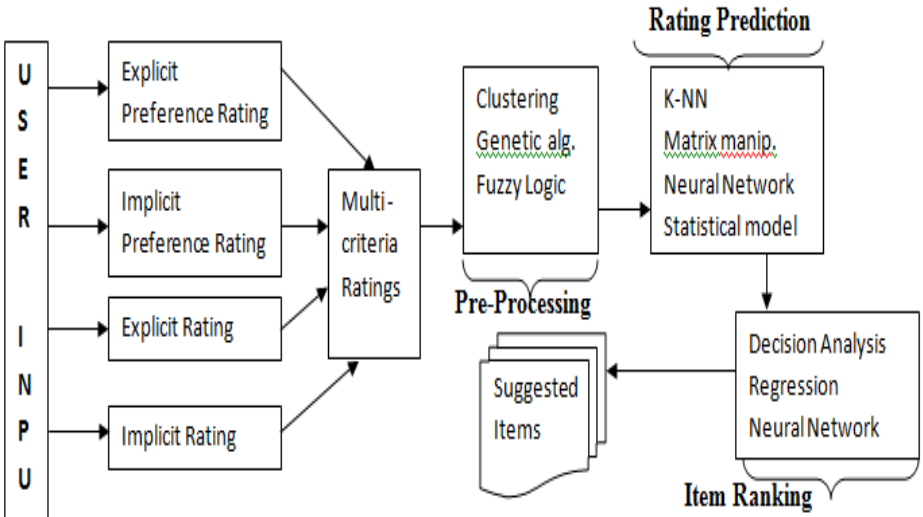 U
S
E
R
I
N
P
U
Explicit
Preference Rating
Implicit
Preference Rating
Explicit Rating
Implicit Rating
Multi -
criteria
Ratings
Clustering
Genetic alg.
Fuzzy Logic
Pre-Processing
Rating Prediction
K-NN
Matrix manip.
Neural Network
Statistical model
Decision Analysis
Regression
Neural Network
Item Ranking
Suggested
Items